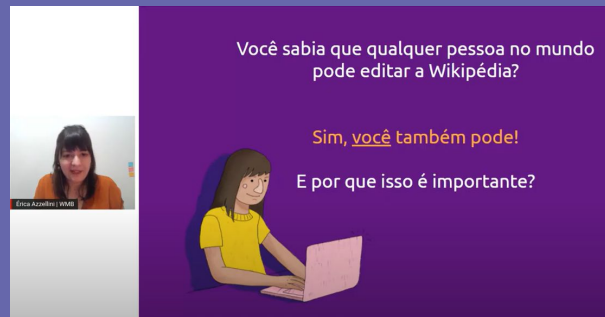 Você sabia que qualquer pessoa no mundo
pode editar a Wikipédia?
Sim, você também pode!
E por que isso é importante?
Érica Azzellini | WMB